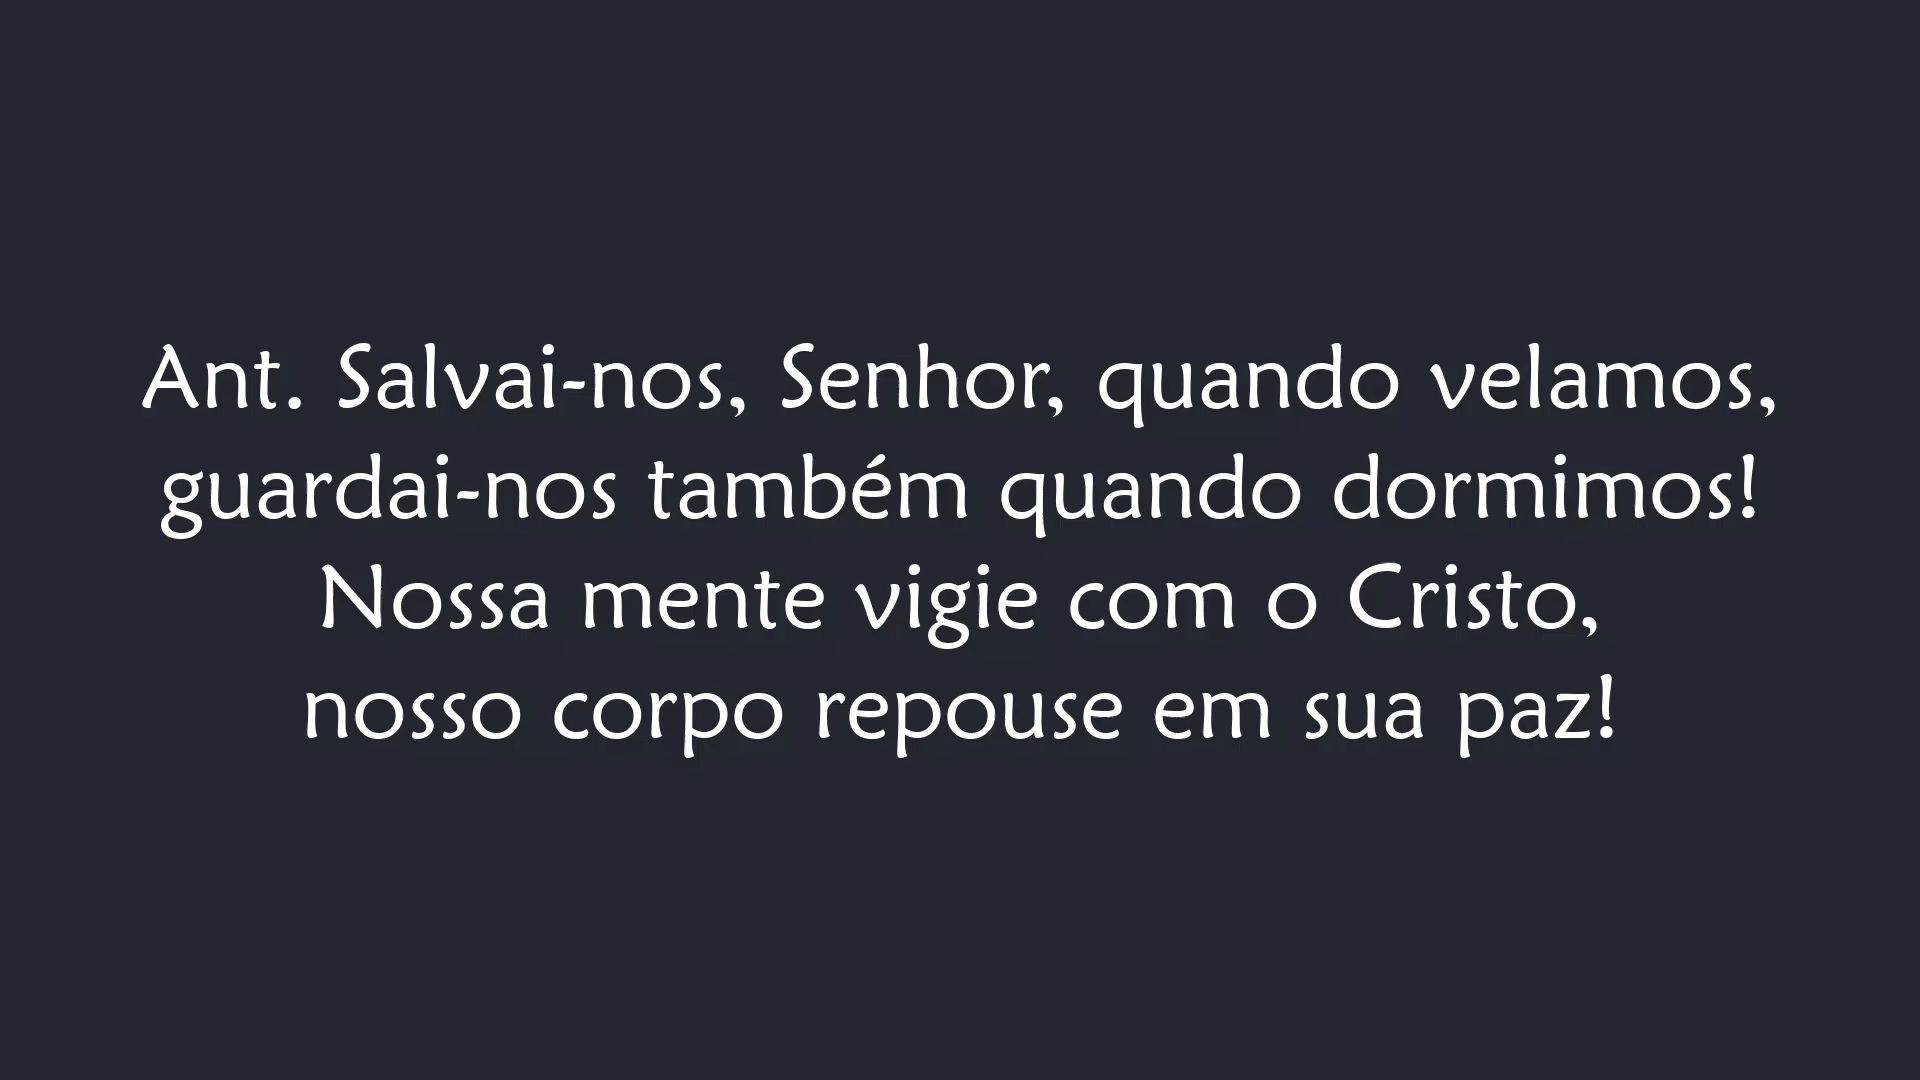 Ant. Salvai-nos, Senhor, quando velamos,
guardai-nos também quando dormimos!
Nossa mente vigie com o Cristo,
nosso corpo repouse em sua paz!